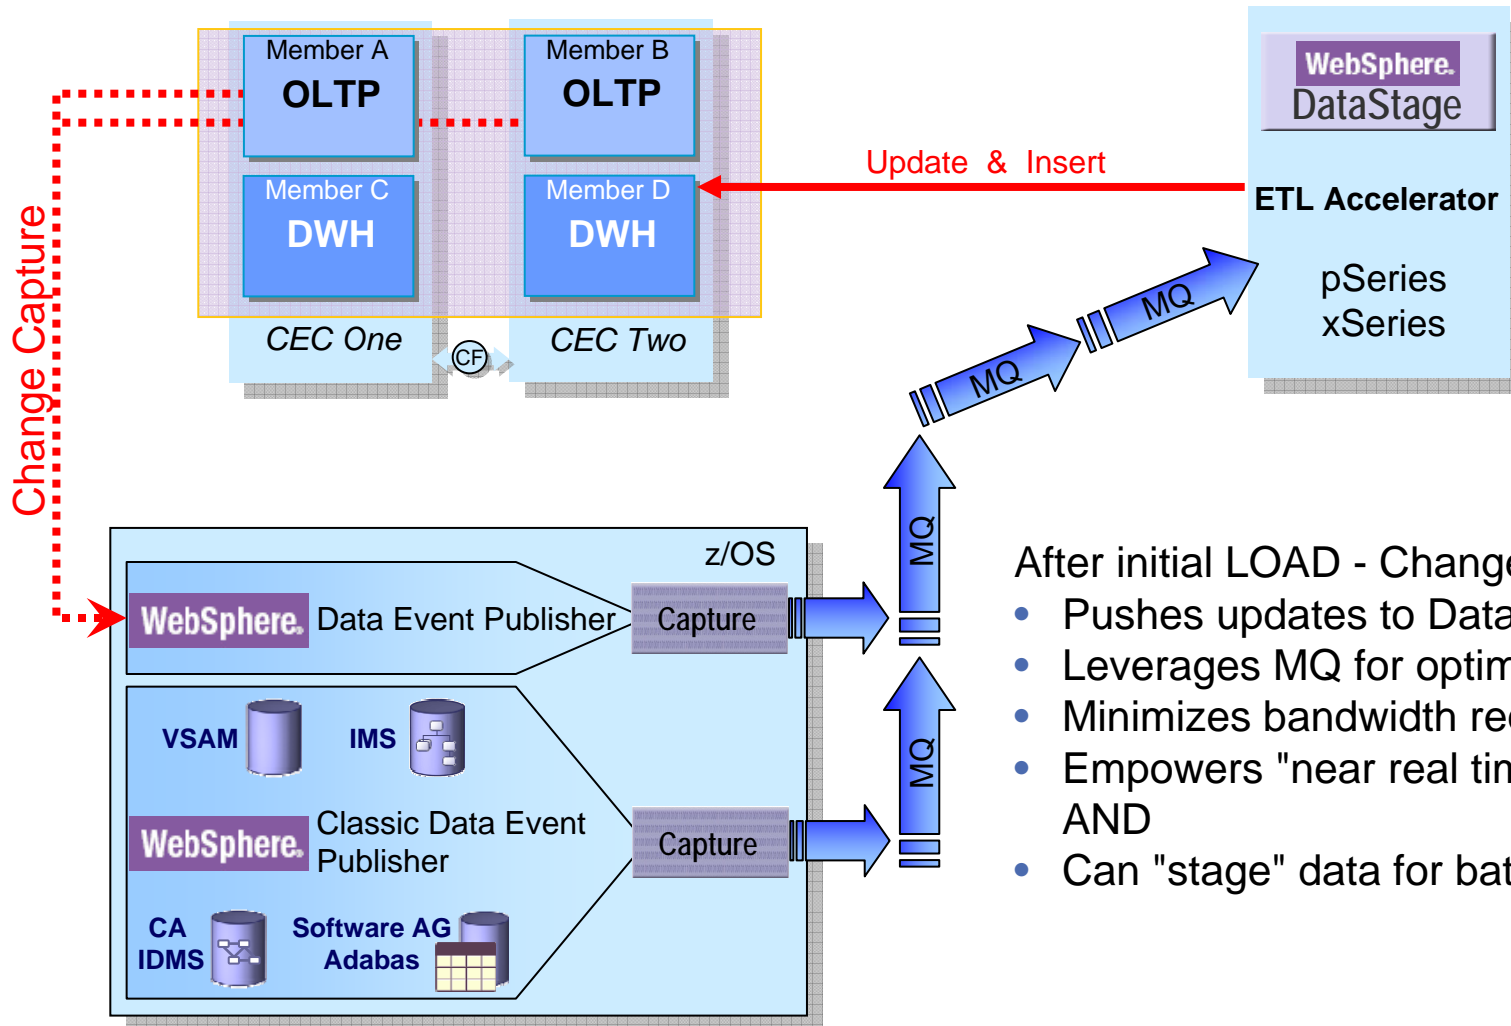 Member A
OLTP
Member B
OLTP
Member C
DWH
Member D
DWH
CEC One
CEC Two
CF
Change Capture
Update & Insert
WebSphere.
DataStage
ETL Accelerator
pSeries
xSeries
MQ
MQ
MQ
MQ
z/OS
WebSphere. Data Event Publisher
Capture
VSAM
IMS
WebSphere. Classic Data Event
Publisher
Capture
CA
IDMS
Software AG
Adabas
After initial LOAD - Change
• Pushes updates to Data
• Leverages MQ for optim
• Minimizes bandwidth
• Empowers "near real
AND
• Can "stage" data for